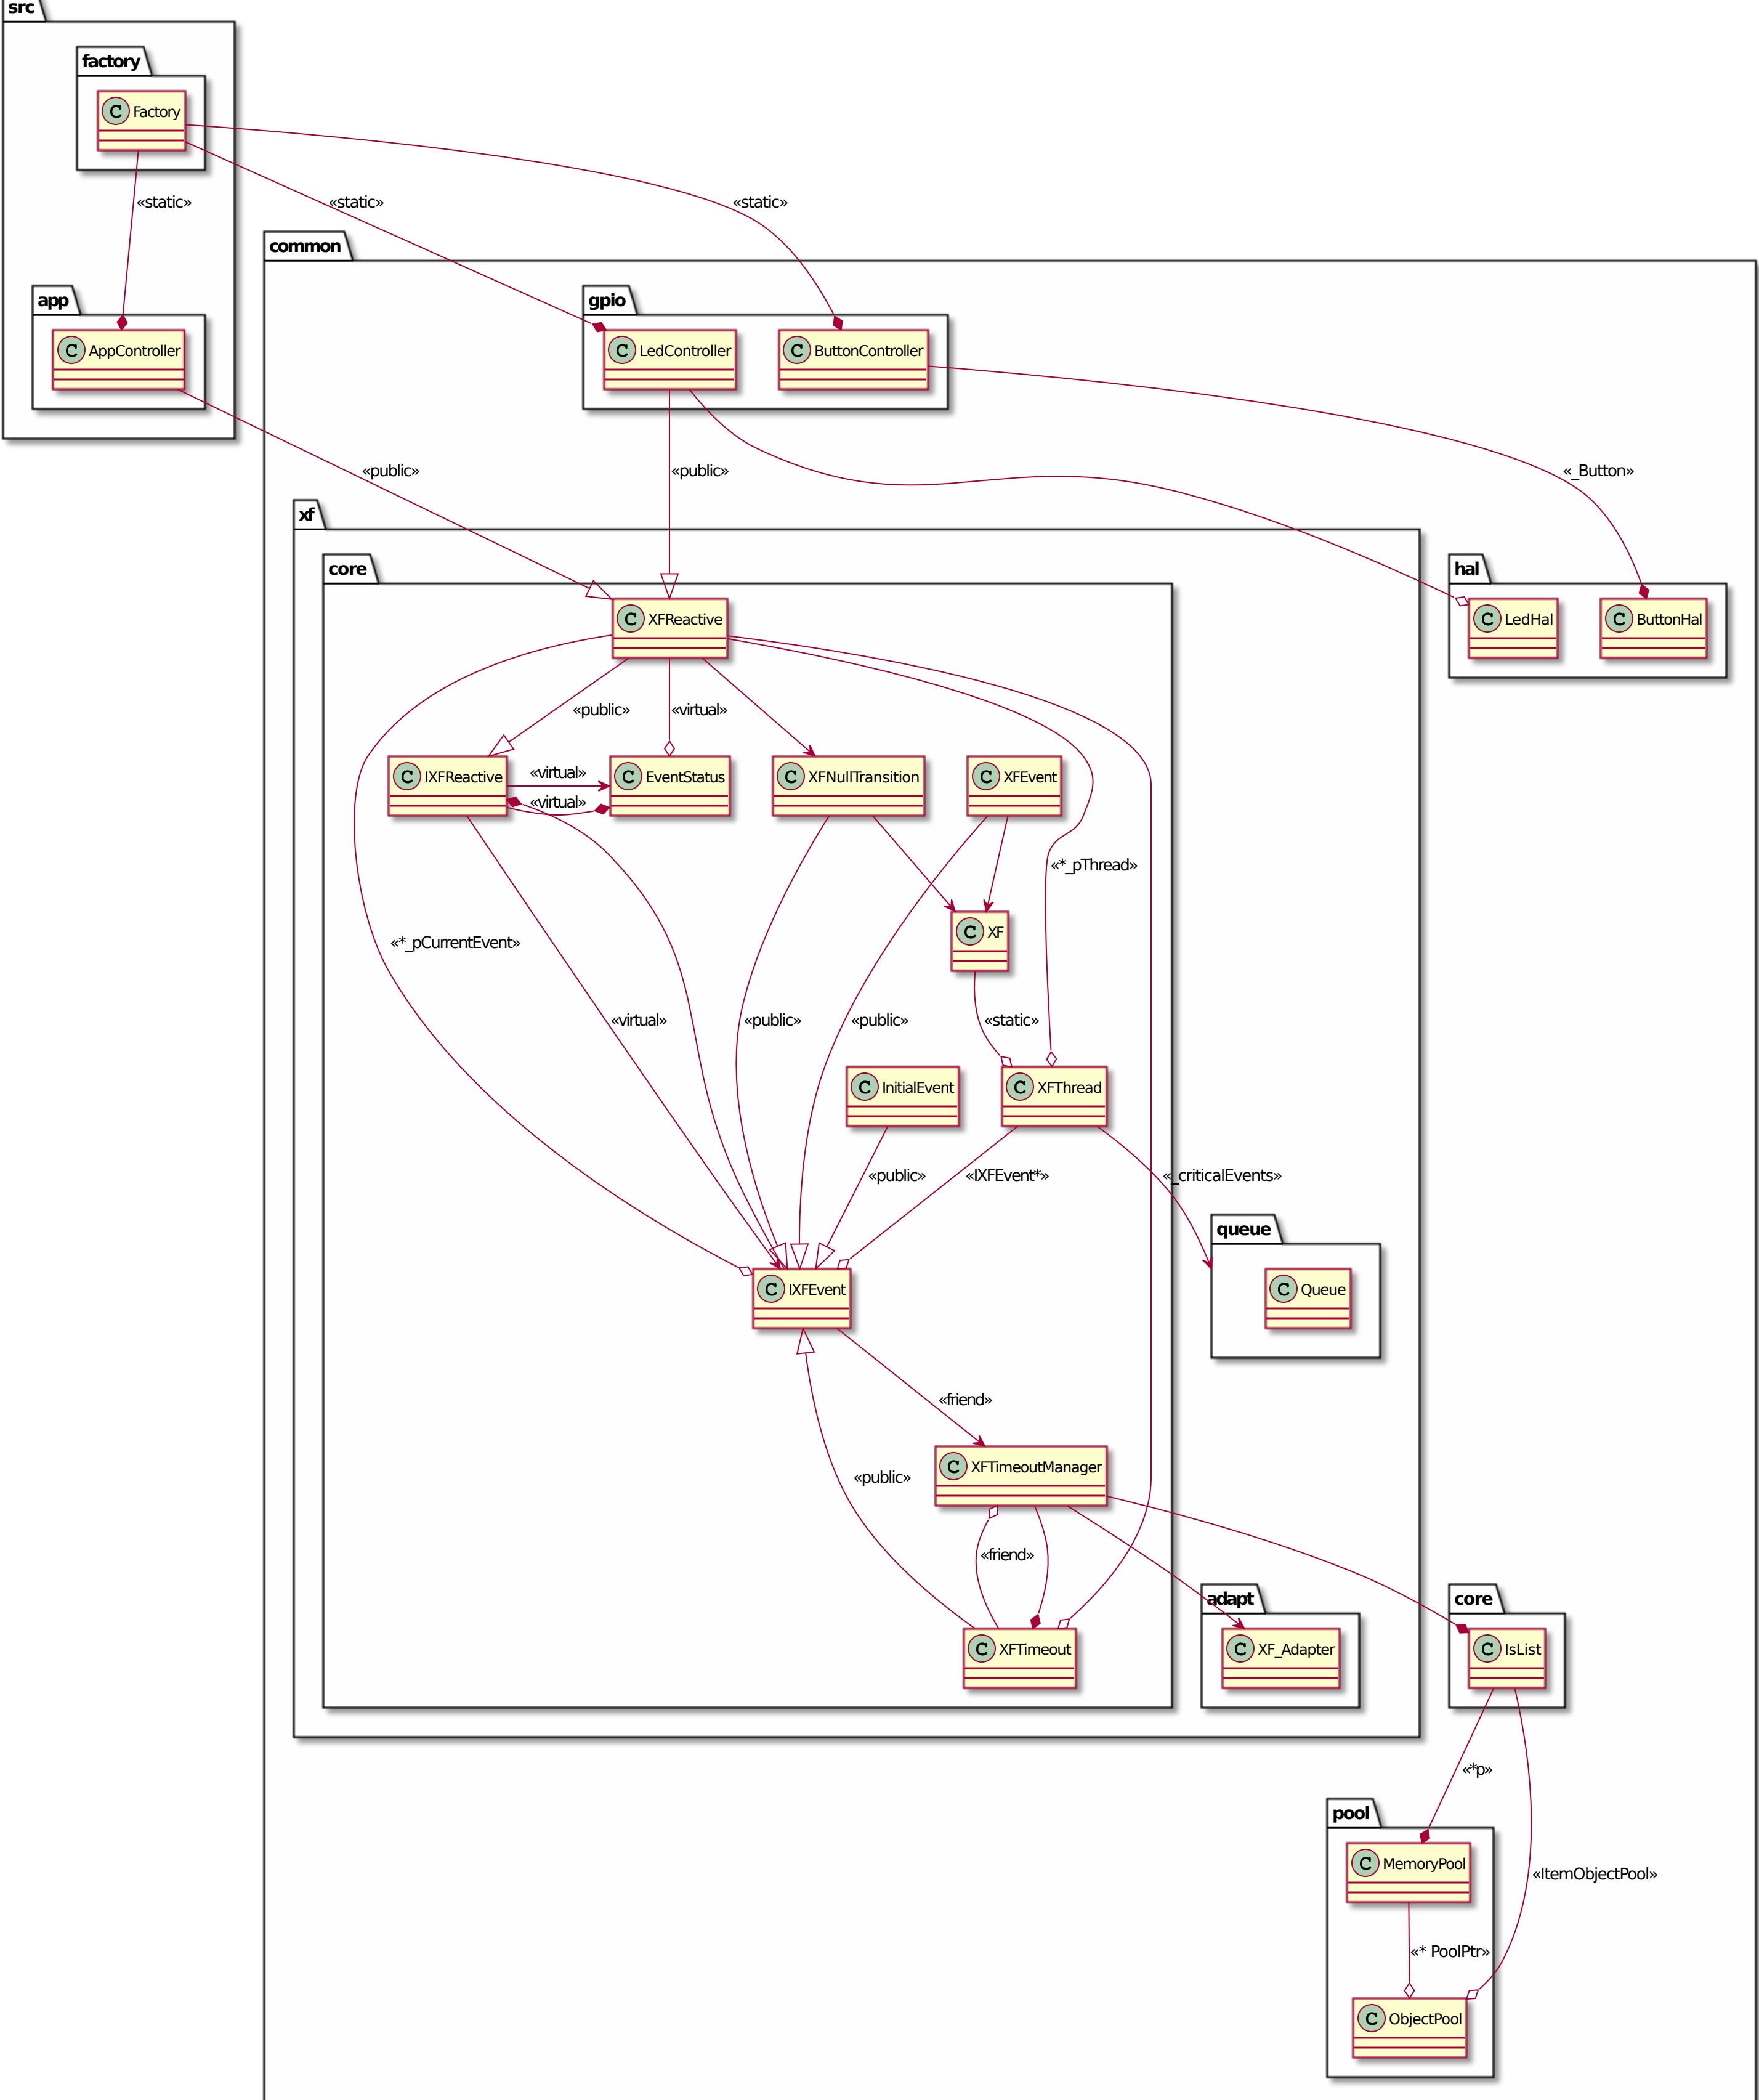 src
factory
C Factory
«static»
«static»
«static»
common
app
C AppController
gpio
C LedController
C ButtonController
«public»
«public»
«_Button»
xf
core
hal
C XFReactive
C LedHal
C ButtonHal
«public»
«virtual»
C IXFReactive
«virtual»
«virtual»
C EventStatus
C XFNullTransition
C XFEvent
«*_pThread»
«*_pCurrentEvent»
C XF
«virtual»
«public»
«public»
«static»
C InitialEvent
C XFThread
«public»
«IXFEvent*»
«_criticalEvents»
queue
C IXFEvent
C Queue
«friend»
C XFTimeoutManager
«public»
«friend»
adapt
core
C XFTimeout
C XF_Adapter
C IsList
«*p»
pool
C MemoryPool
«ItemObjectPool»
«* PoolPtr»
C ObjectPool